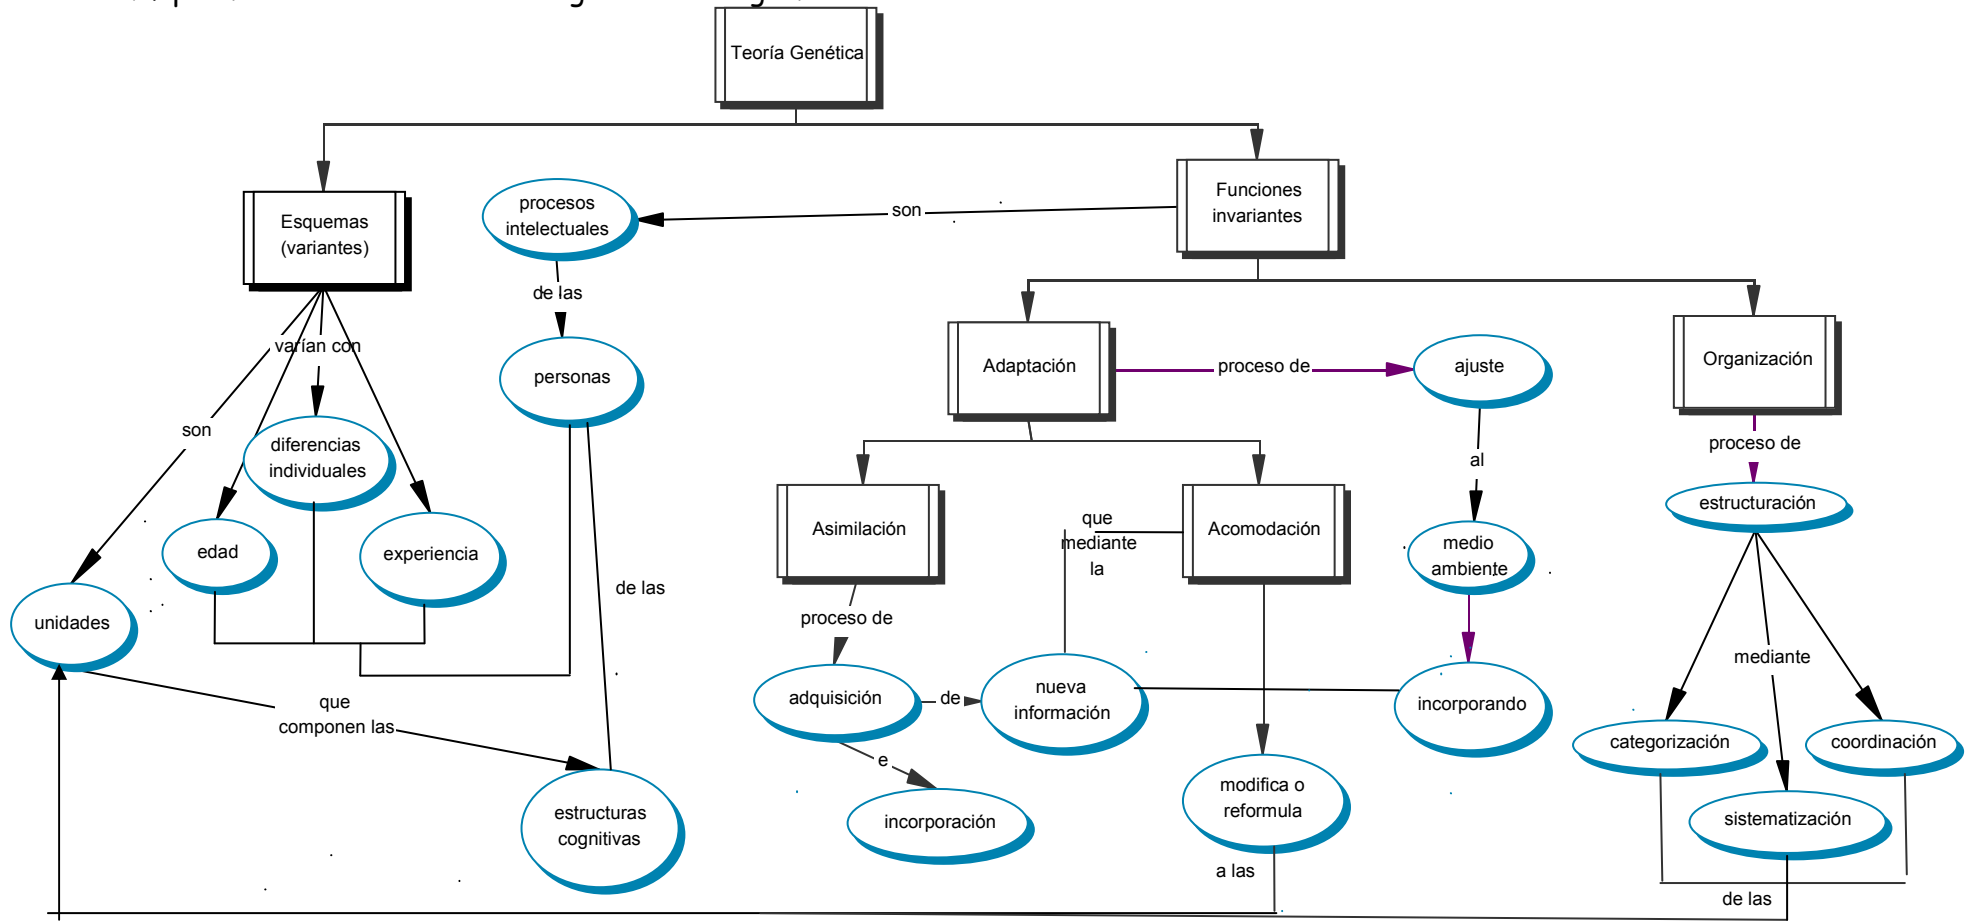 Teoría Genética
Funciones
invariantes
Esquemas
(variantes)
procesos
intelectuales
son
de las
varían con
personas
Adaptación
proceso de
ajuste
Organización
son
diferencias
individuales
al
proceso de
estructuración
edad
experiencia
Asimilación
que
mediante
la
Acomodación
medio
ambiente
unidades
de las
proceso de
mediante
que
componen las
adquisición
de
nueva
información
incorporando
categorización
coordinación
e
estructuras
cognitivas
incorporación
modifica o
reformula
sistematización
a las
de las